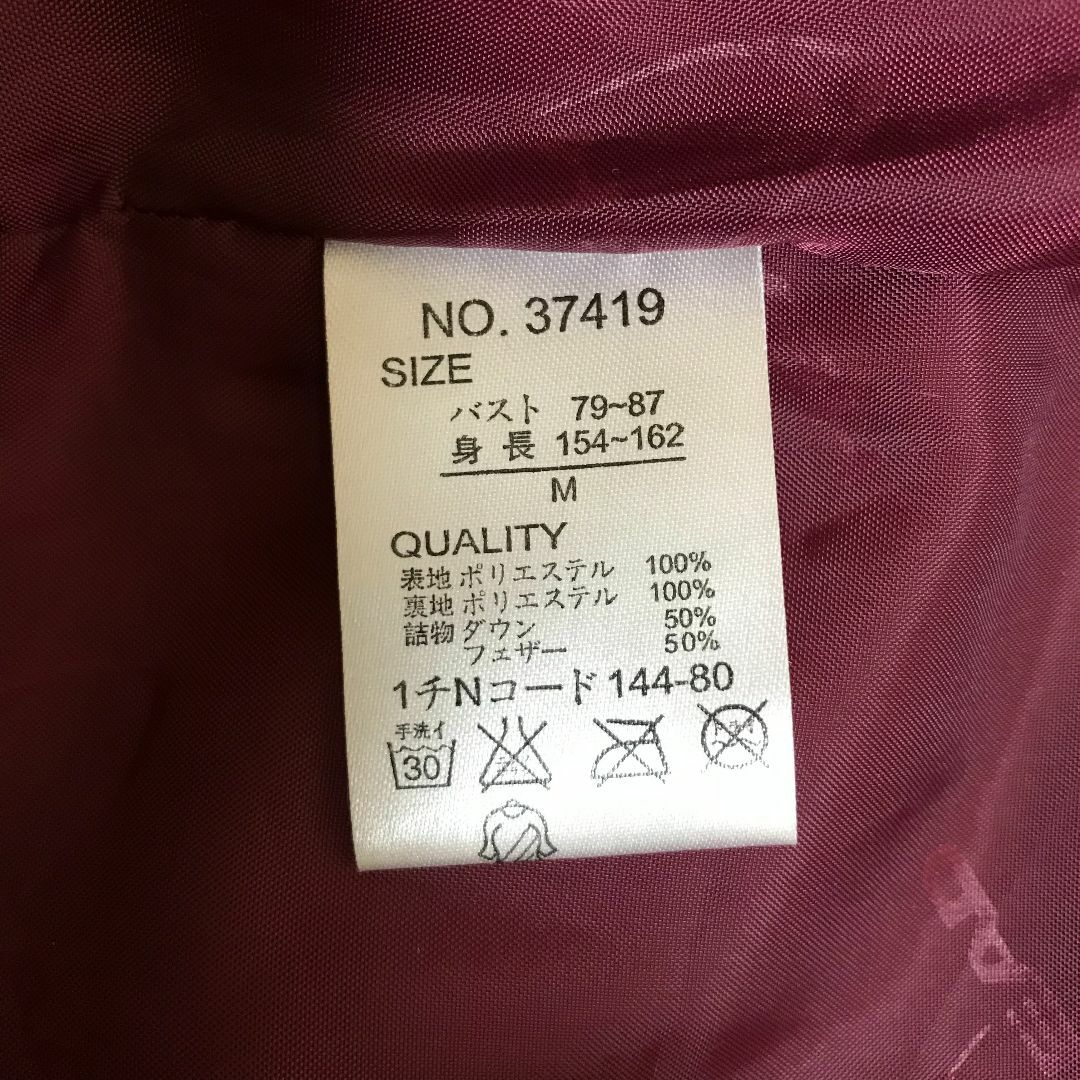 NO. 37419
SIZE
バスト 79~87
身長 154~162
M
QUALITY
表地 ポリエステル 100%
裏地 ポリエステル 100%
詰物 ダウン 50%
フェザー 50%
1チNコード 144-80
手洗イ
30